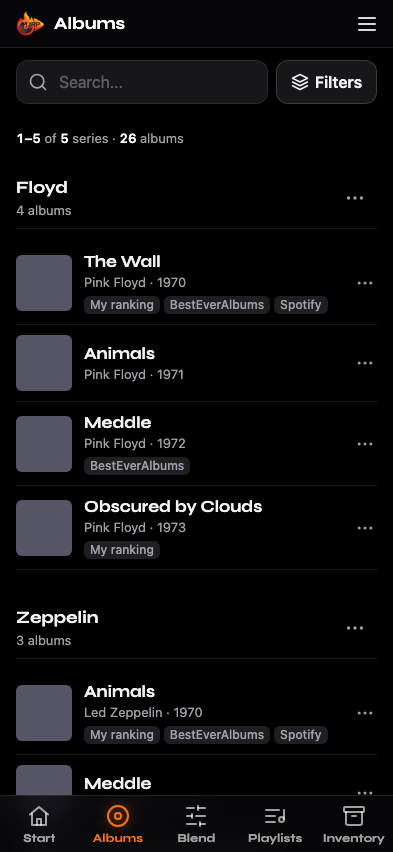 Albums
Search...
Filters
1–5 of 5 series · 26 albums
Floyd
4 albums
The Wall
Pink Floyd · 1970
My ranking BestEverAlbums Spotify
Animals
Pink Floyd · 1971
Meddle
Pink Floyd · 1972
BestEverAlbums
Obscured by Clouds
Pink Floyd · 1973
My ranking
Zeppelin
3 albums
Animals
Led Zeppelin · 1970
My ranking BestEverAlbums Spotify
Meddle
Start Albums Blend Playlists Inventory